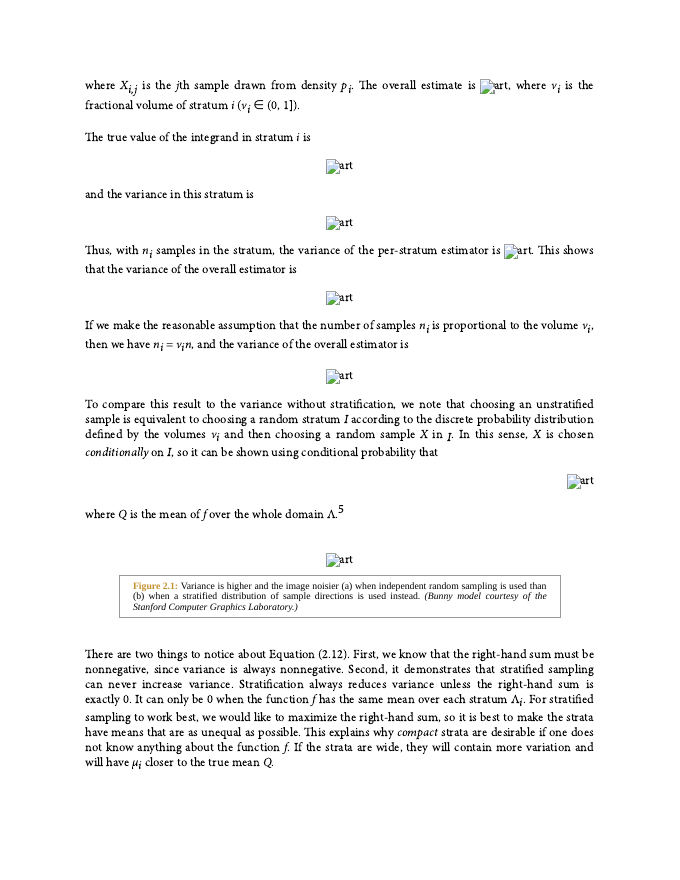 where Xi,j is the jth sample drawn from density pi. The overall estimate is art, where vi is the
fractional volume of stratum i (vi ∈ (0, 1]).
The true value of the integrand in stratum i is
art
and the variance in this stratum is
art
Thus, with ni samples in the stratum, the variance of the per-stratum estimator is art. This shows
that the variance of the overall estimator is
art
If we make the reasonable assumption that the number of samples ni is proportional to the volume vi,
then we have ni = vin, and the variance of the overall estimator is
art
To compare this result to the variance without stratification, we note that choosing an unstratified
sample is equivalent to choosing a random stratum I according to the discrete probability distribution
defined by the volumes vi and then choosing a random sample X in I. In this sense, X is chosen
conditionally on I, so it can be shown using conditional probability that
art
where Q is the mean of f over the whole domain Λ.5
art
Figure 2.1: Variance is higher and the image noisier (a) when independent random sampling is used than
(b) when a stratified distribution of sample directions is used instead. (Bunny model courtesy of the
Stanford Computer Graphics Laboratory.)
There are two things to notice about Equation (2.12). First, we know that the right-hand sum must be
nonnegative, since variance is always nonnegative. Second, it demonstrates that stratified sampling
can never increase variance. Stratification always reduces variance unless the right-hand sum is
exactly 0. It can only be 0 when the function f has the same mean over each stratum Λi. For stratified
sampling to work best, we would like to maximize the right-hand sum, so it is best to make the strata
have means that are as unequal as possible. This explains why compact strata are desirable if one does
not know anything about the function f. If the strata are wide, they will contain more variation and
will have μi closer to the true mean Q.